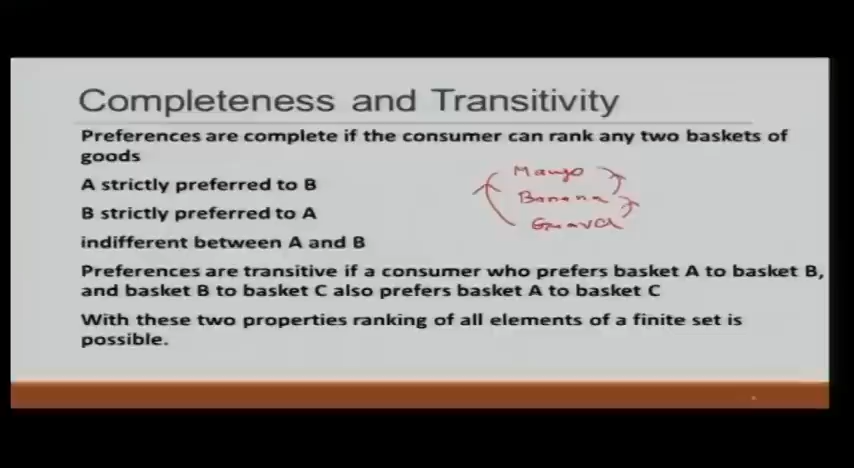 Completeness and Transitivity
Preferences are complete if the consumer can rank any two baskets of
goods
A strictly preferred to B
B strictly preferred to A
indifferent between A and B
Mango
Banana
Guava
Preferences are transitive if a consumer who prefers basket A to basket B,
and basket B to basket C also prefers basket A to basket C
With these two properties ranking of all elements of a finite set is
possible.